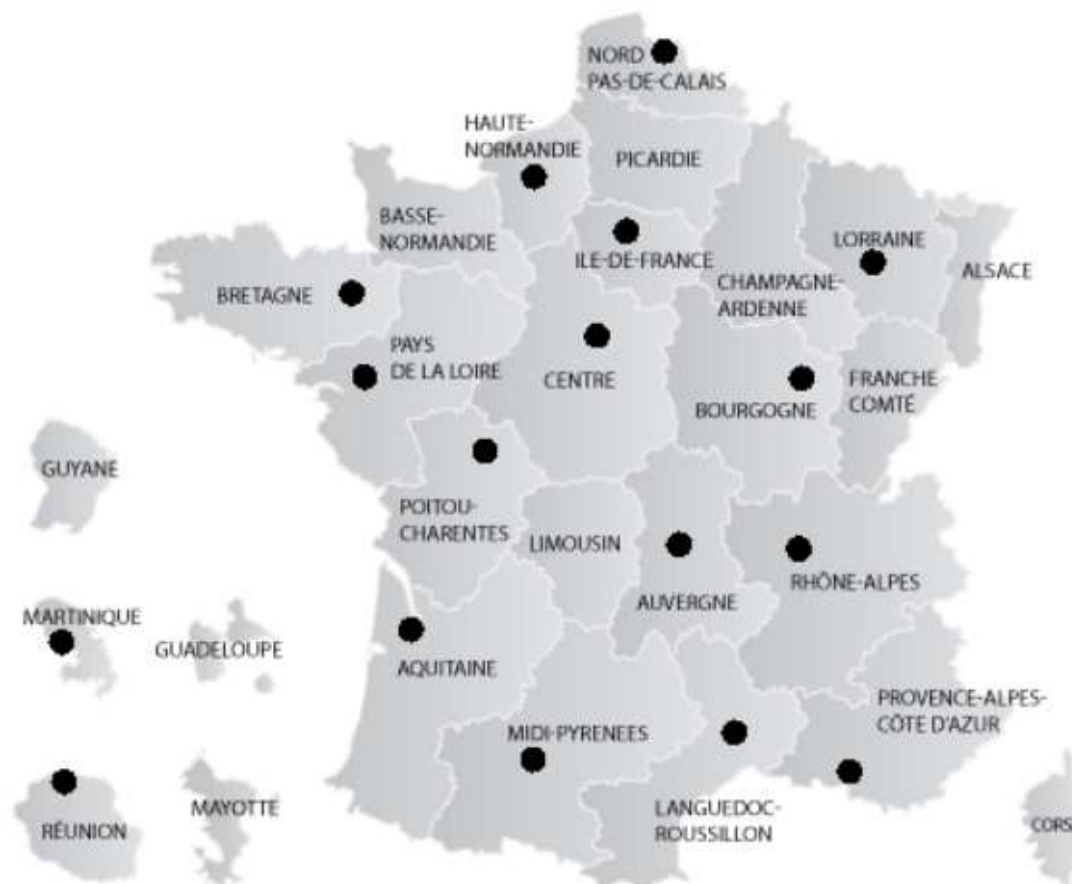 NORD
PAS-DE-CALAIS
HAUTE-
NORMANDIE
PICARDIE
BASSE-
NORMANDIE
ILE-DE-FRANCE
LORRAINE
ALSACE
CHAMPAGNE-
ARDENNE
BRETAGNE
PAYS
DE LA LOIRE
CENTRE
BOURGOGNE
FRANCHE-
COMTÉ
GUYANE
POITOU-
CHARENTES
LIMOUSIN
AUVERGNE
RHÔNE-ALPES
MARTINIQUE
GUADELOUPE
AQUITAINE
MIDI-PYRENEES
PROVENCE-ALPES-
CÔTE D'AZUR
LANGUEDOC-
ROUSSILLON
RÉUNION
MAYOTTE
CORS